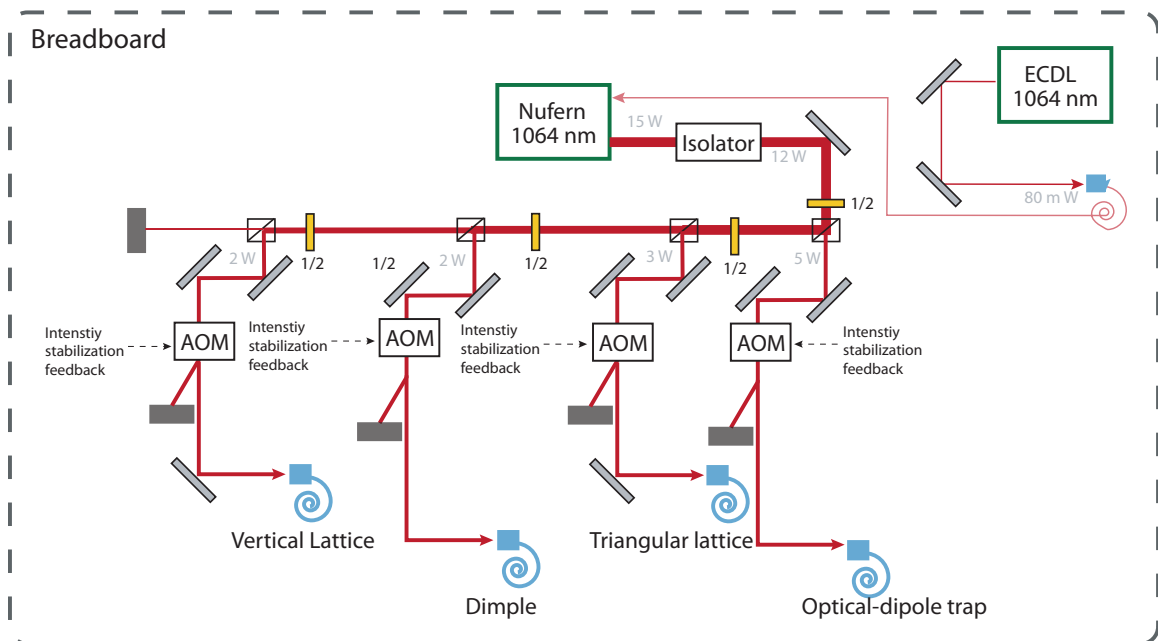 Breadboard
ECDL
1064 nm
Nufern
1064 nm
15 W
Isolator
12 W
80 m W
1/2
2 W
1/2
1/2
2 W
1/2
3 W
1/2
5 W
Intenstiy
stabilization
feedback
AOM
Intenstiy
stabilization
feedback
AOM
Intenstiy
stabilization
feedback
AOM
AOM
Intenstiy
stabilization
feedback
Vertical Lattice
Triangular lattice
Dimple
Optical-dipole trap